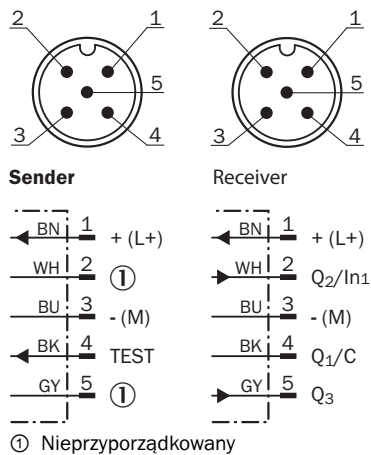 2 1 2 1
5 5
3 4 3 4
Sender Receiver
BN 1 + (L+) BN 1 + (L+)
WH 2 ① WH 2 Q2/In1
BU 3 - (M) BU 3 - (M)
BK 4 TEST BK 4 Q1/C
GY 5 ① GY 5 Q3
① Nieprzyporządkowany